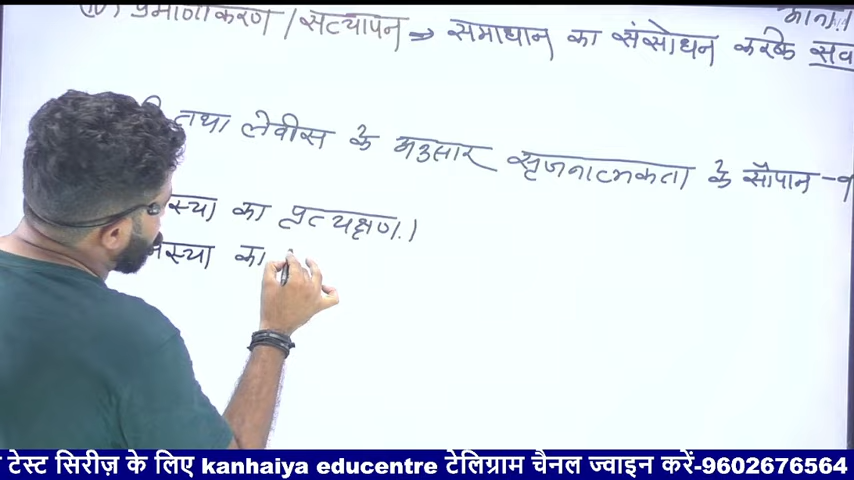 प्रमाणीकरण / सत्यापन → समाधान का संसोधन करके सव
तथा लेवीस के अनुसार सृजनात्मकता के सौपान -
स्या का प्रत्यक्षण।
स्या का
टेस्ट सिरीज़ के लिए kanhaiya educentre टेलिग्राम चैनल ज्वाइन करें-9602676564